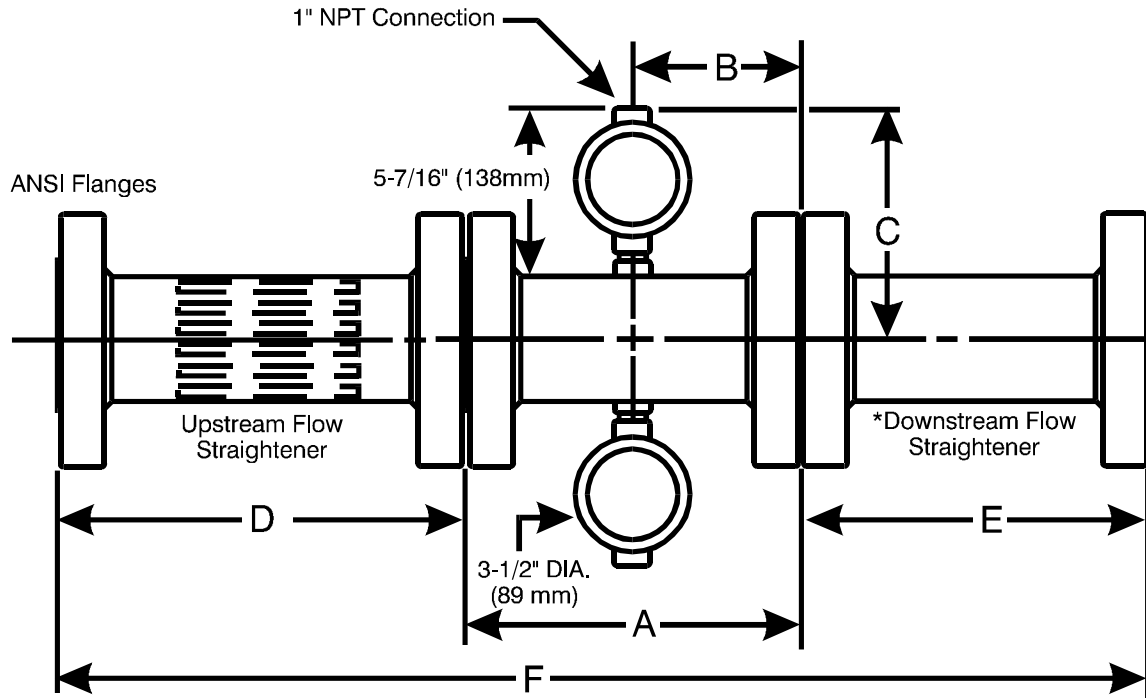 1" NPT Connection
B
5-7/16" (138mm)
ANSI Flanges
C
Upstream Flow
Straightener
*Downstream Flow
Straightener
D
E
3-1/2" DIA.
(89 mm)
A
F